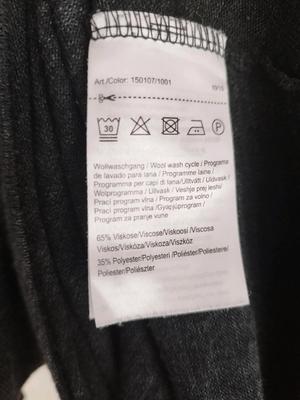 Art./Color: 150107/1001
30
P
Wollwaschgang / Wool wash cycle / Programa
de lavado para lana / Programme laine /
Programma per capi di lana/Ulltvätt / Uldvask /
Wolprogramma / Ullvask / Veshje prej leshi/
Prací program vlna / Program za volno /
Praci program vlna /Gyapjúprogram /
Program za pranje vune
65% Viskose/Viscose/Viskoosi /Viscosa
Viskos/Viskóza/Viskoza/Viszkóz
35% Polyester/Polyesteri /Poliéster/Poliestere/
Poliester/Poliészter